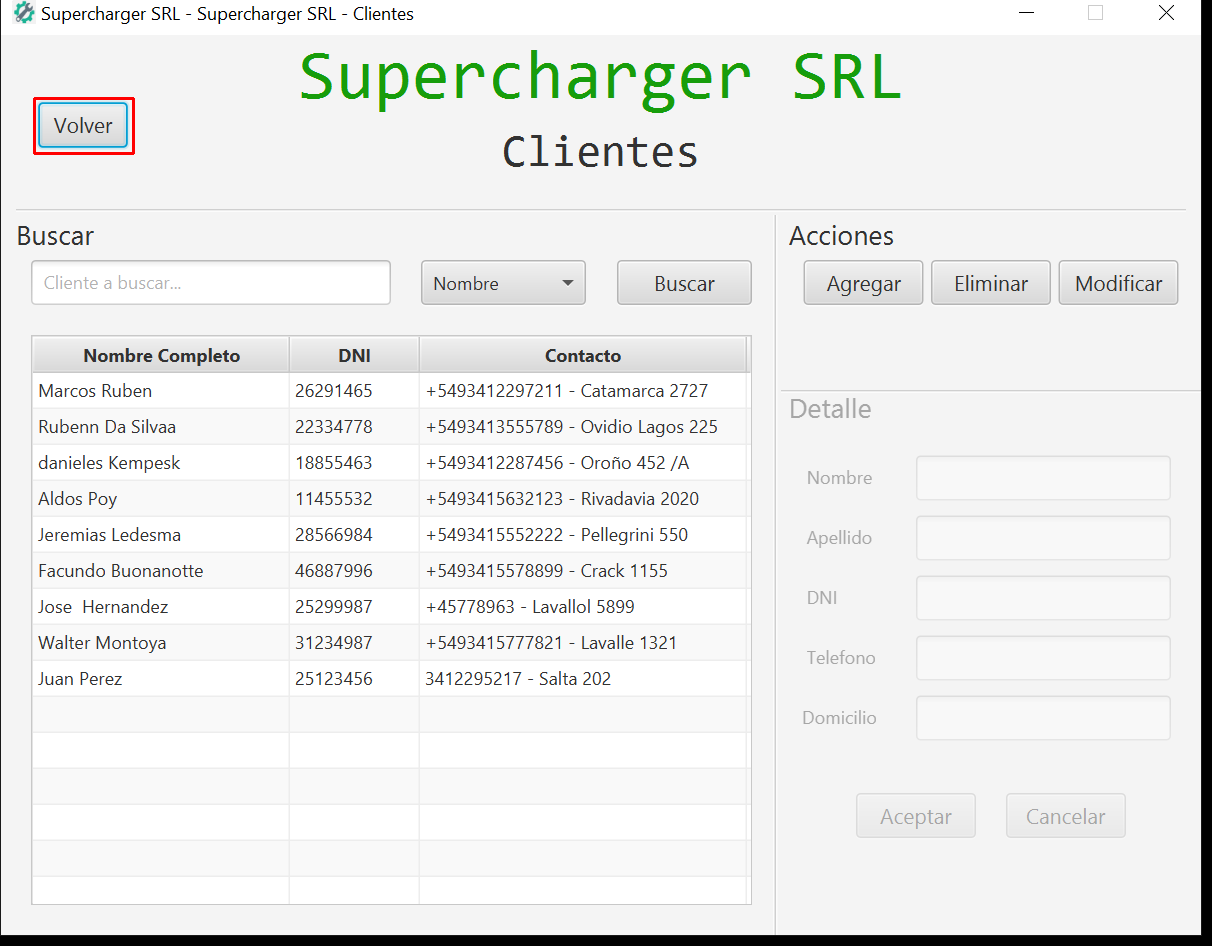 Supercharger SRL - Supercharger SRL - Clientes
Supercharger SRL
Volver
Clientes
Buscar
Cliente a buscar...
Nombre
Buscar
Nombre Completo DNI Contacto
Marcos Ruben 26291465 +5493412297211 - Catamarca 2727
Rubenn Da Silvaa 22334778 +5493413555789 - Ovidio Lagos 225
danieles Kempesk 18855463 +5493412287456 - Oroño 452 /A
Aldos Poy 11455532 +5493415632123 - Rivadavia 2020
Jeremias Ledesma 28566984 +5493415552222 - Pellegrini 550
Facundo Buonanotte 46887996 +5493415578899 - Crack 1155
Jose  Hernandez 25299987 +45778963 - Lavallol 5899
Walter Montoya 31234987 +5493415777821 - Lavalle 1321
Juan Perez 25123456 3412295217 - Salta 202
Acciones
Agregar Eliminar Modificar
Detalle
Nombre
Apellido
DNI
Telefono
Domicilio
Aceptar Cancelar